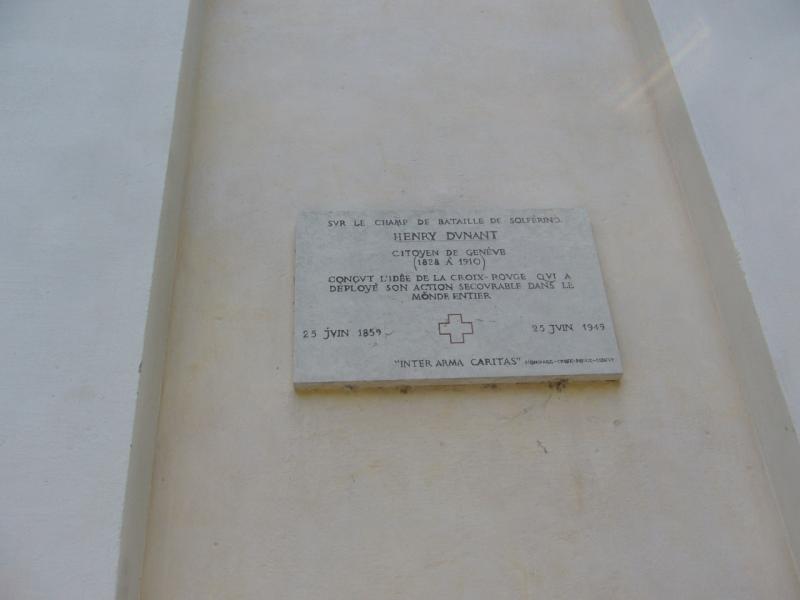 SVR LE CHAMP DE BATAILLE DE SOLFÉRINO
HENRY DVNANT
CITOYEN DE GENÈVE
(1828 À 1910)
CONÇVT L'IDÉE DE LA CROIX-ROVGE QVI A
DÉPLOYÉ SON ACTION SECOVRABLE DANS LE
MONDE ENTIER
25 JVIN 1859
25 JVIN 1949
"INTER ARMA CARITAS"